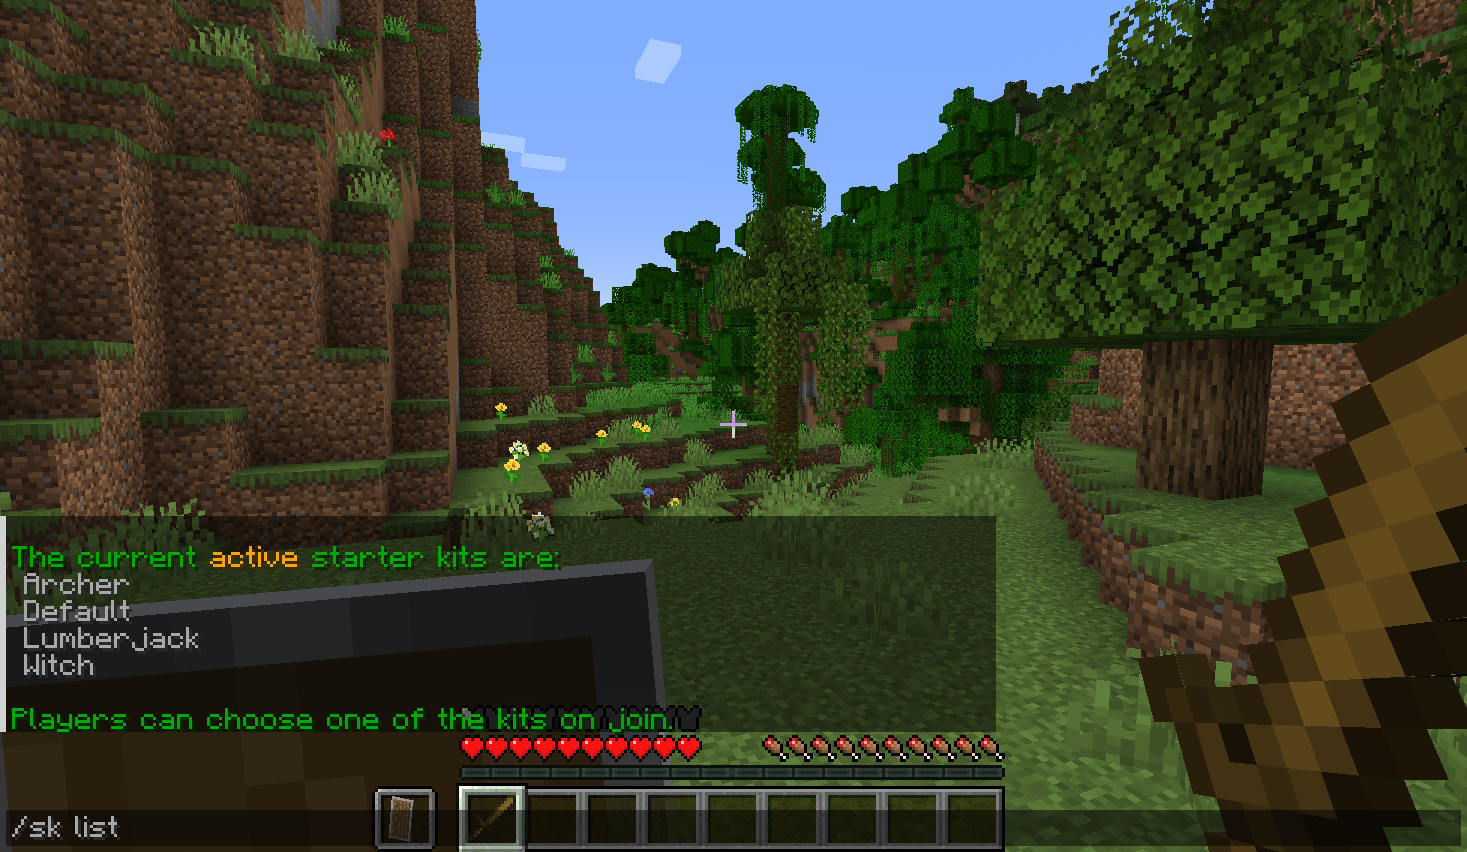 The current active starter kits are:
Archer
Default
Lumberjack
Witch
Players can choose one of the kits on join.
/sk list